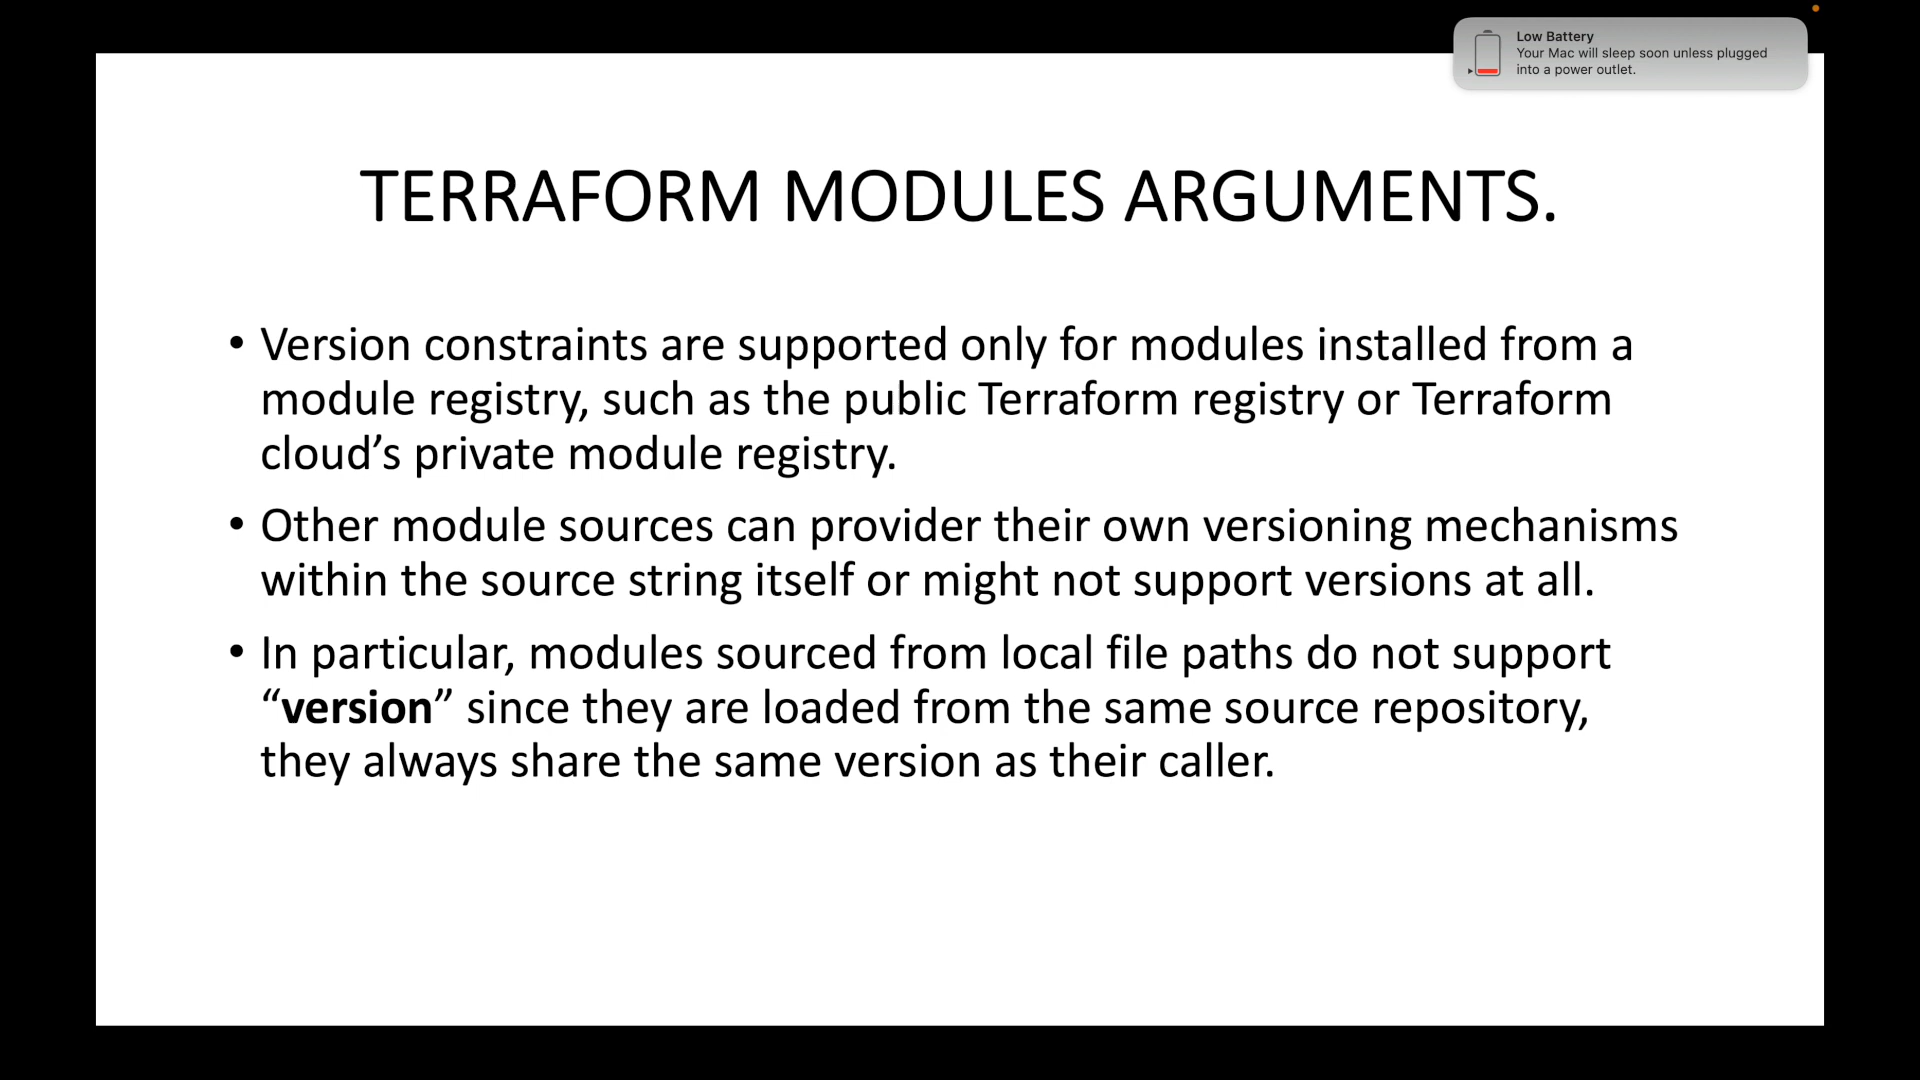 Low Battery
Your Mac will sleep soon unless plugged
into a power outlet.
TERRAFORM MODULES ARGUMENTS.
• Version constraints are supported only for modules installed from a
module registry, such as the public Terraform registry or Terraform
cloud’s private module registry.
• Other module sources can provider their own versioning mechanisms
within the source string itself or might not support versions at all.
• In particular, modules sourced from local file paths do not support
“version” since they are loaded from the same source repository,
they always share the same version as their caller.